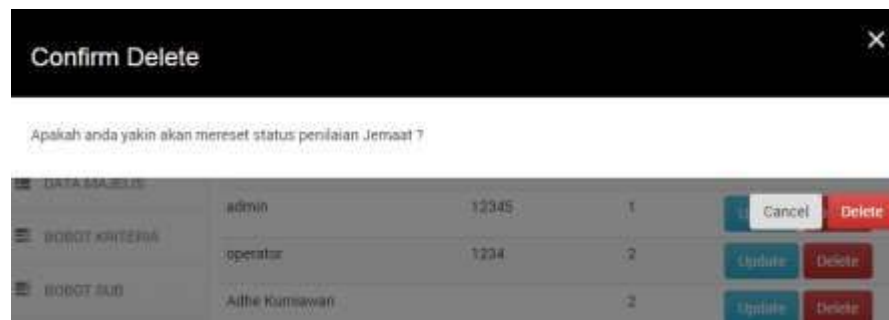 Confirm Delete
×
Apakah anda yakin akan mereset status penilaian Jemaat ?
DATA MAJELIS
admin 12345 1 Cancel Delete
BOBOT KRITERIA
operator 1234 2 Update Delete
BOBOT SUB
Adhe Kurniawan 2 Update Delete